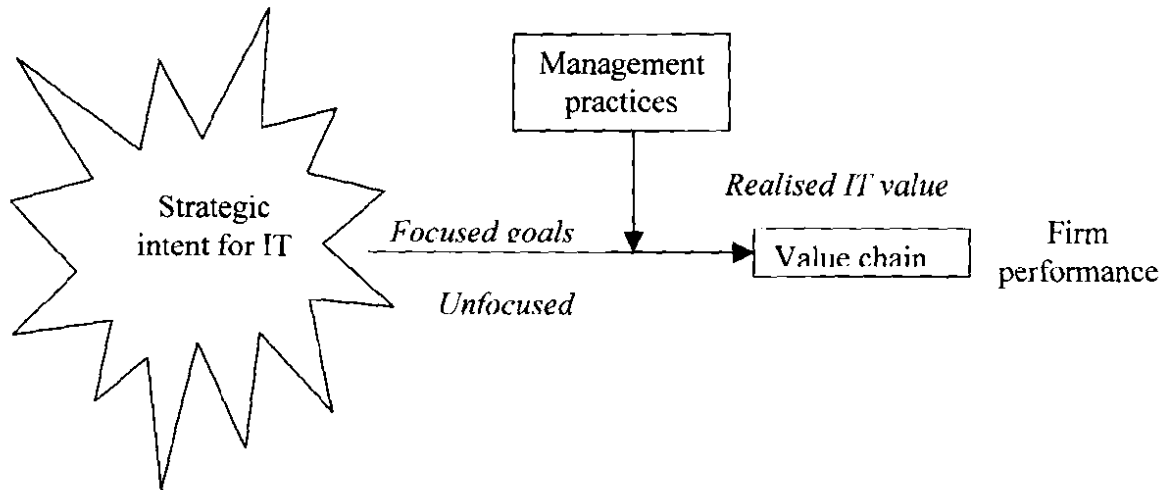 Management
practices
Realised IT value
Strategic
intent for IT
Focused goals
Value chain
Firm
performance
Unfocused